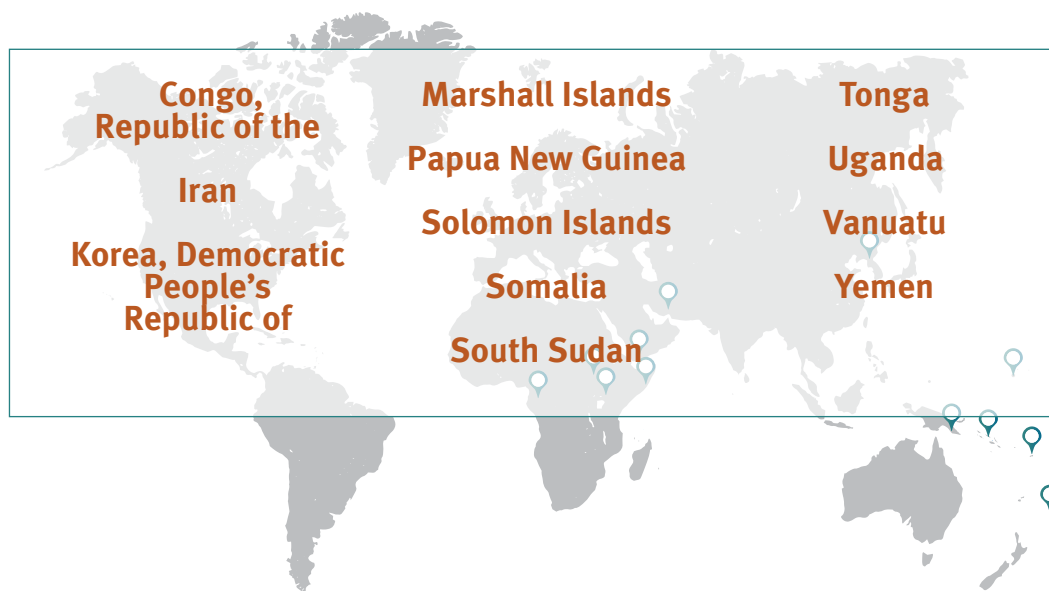 Congo,
Republic of the
Iran
Korea, Democratic
People’s
Republic of
Marshall Islands
Papua New Guinea
Solomon Islands
Somalia
South Sudan
Tonga
Uganda
Vanuatu
Yemen